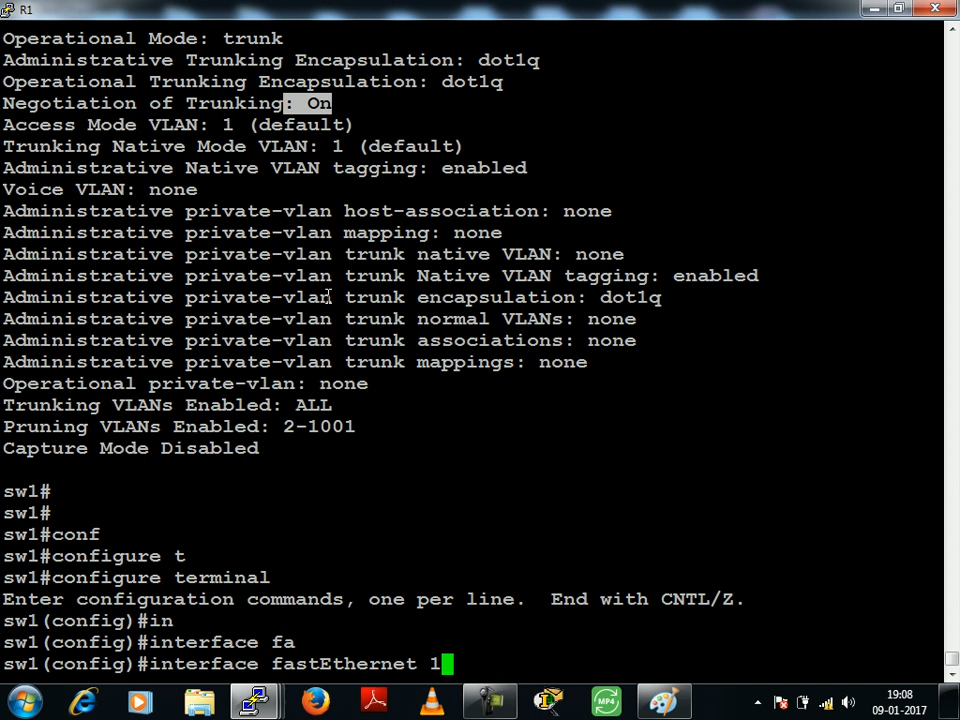 R1
Operational Mode: trunk
Administrative Trunking Encapsulation: dot1q
Operational Trunking Encapsulation: dot1q
Negotiation of Trunking: On
Access Mode VLAN: 1 (default)
Trunking Native Mode VLAN: 1 (default)
Administrative Native VLAN tagging: enabled
Voice VLAN: none
Administrative private-vlan host-association: none
Administrative private-vlan mapping: none
Administrative private-vlan trunk native VLAN: none
Administrative private-vlan trunk Native VLAN tagging: enabled
Administrative private-vlan trunk encapsulation: dot1q
Administrative private-vlan trunk normal VLANs: none
Administrative private-vlan trunk associations: none
Administrative private-vlan trunk mappings: none
Operational private-vlan: none
Trunking VLANs Enabled: ALL
Pruning VLANs Enabled: 2-1001
Capture Mode Disabled
sw1#
sw1#
sw1#conf
sw1#configure t
sw1#configure terminal
Enter configuration commands, one per line.  End with CNTL/Z.
sw1(config)#in
sw1(config)#interface fa
sw1(config)#interface fastEthernet 1
MP4
19:08
09-01-2017